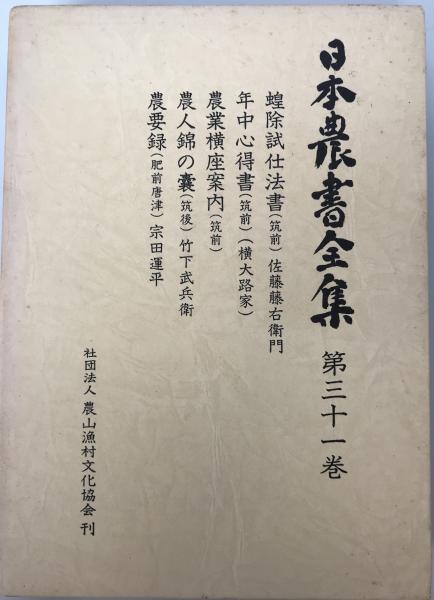 日本農書全集 第三十一巻
蝗除試仕法書(筑前) 佐藤藤右衛門
年中心得書(筑前)(横大路家)
農業横座案内(筑前)
農人錦の嚢(筑後) 竹下武兵衛
農要録(肥前唐津) 宗田運平
社団法人 農山漁村文化協会 刊